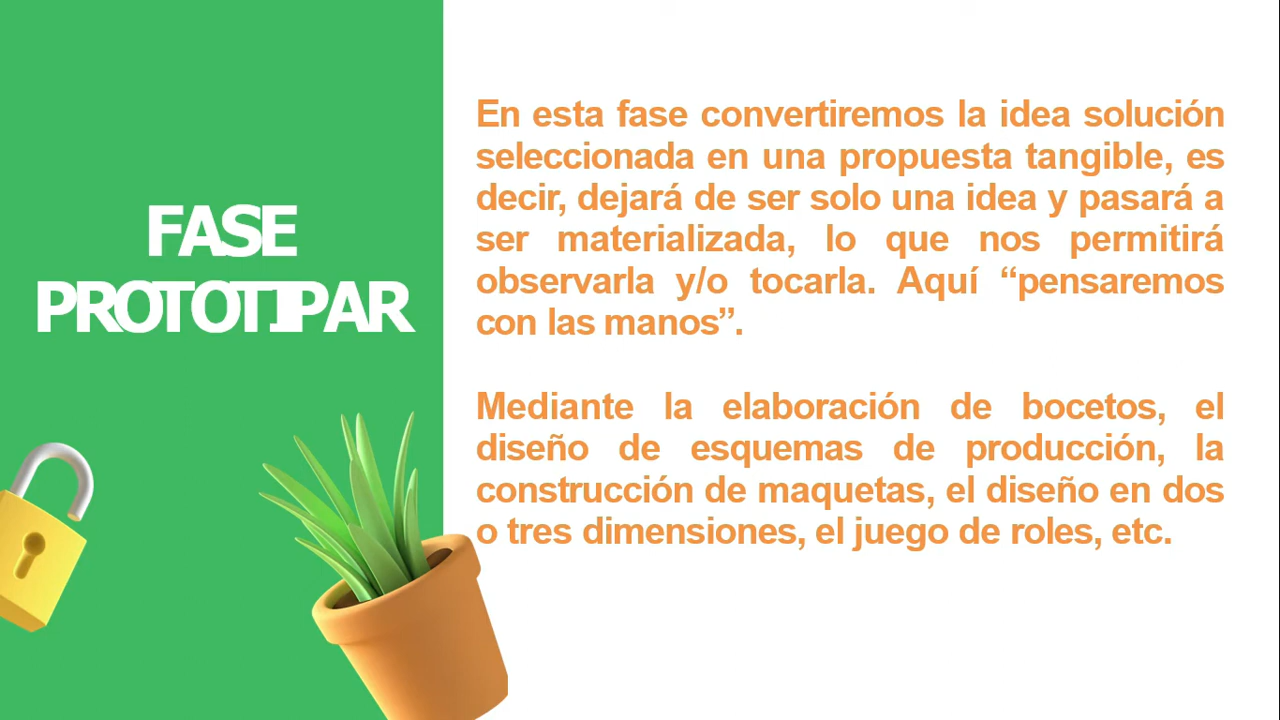 FASE
PROTOTIPAR
En esta fase convertiremos la idea solución
seleccionada en una propuesta tangible, es
decir, dejará de ser solo una idea y pasará a
ser materializada, lo que nos permitirá
observarla y/o tocarla. Aquí “pensaremos
con las manos”.
Mediante la elaboración de bocetos, el
diseño de esquemas de producción, la
construcción de maquetas, el diseño en dos
o tres dimensiones, el juego de roles, etc.